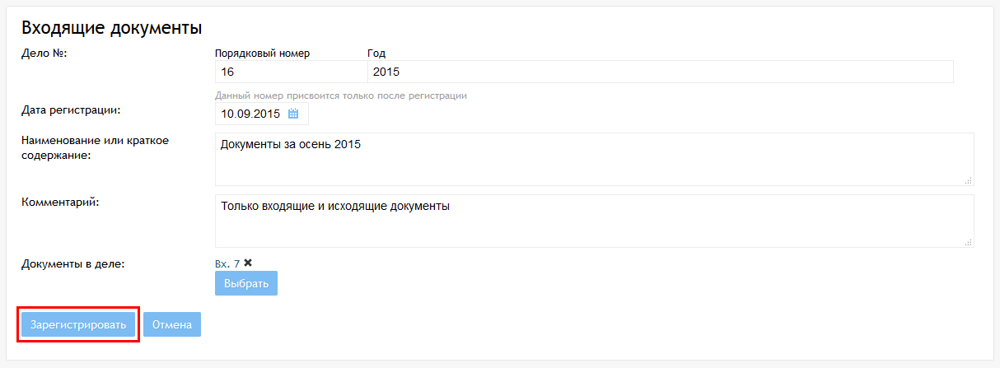 Входящие документы
Дело №: Порядковый номер Год
16 2015
Данный номер присвоится только после регистрации
Дата регистрации: 10.09.2015
Наименование или краткое содержание: Документы за осень 2015
Комментарий: Только входящие и исходящие документы
Документы в деле: Вх. 7
Выбрать
Зарегистрировать Отмена